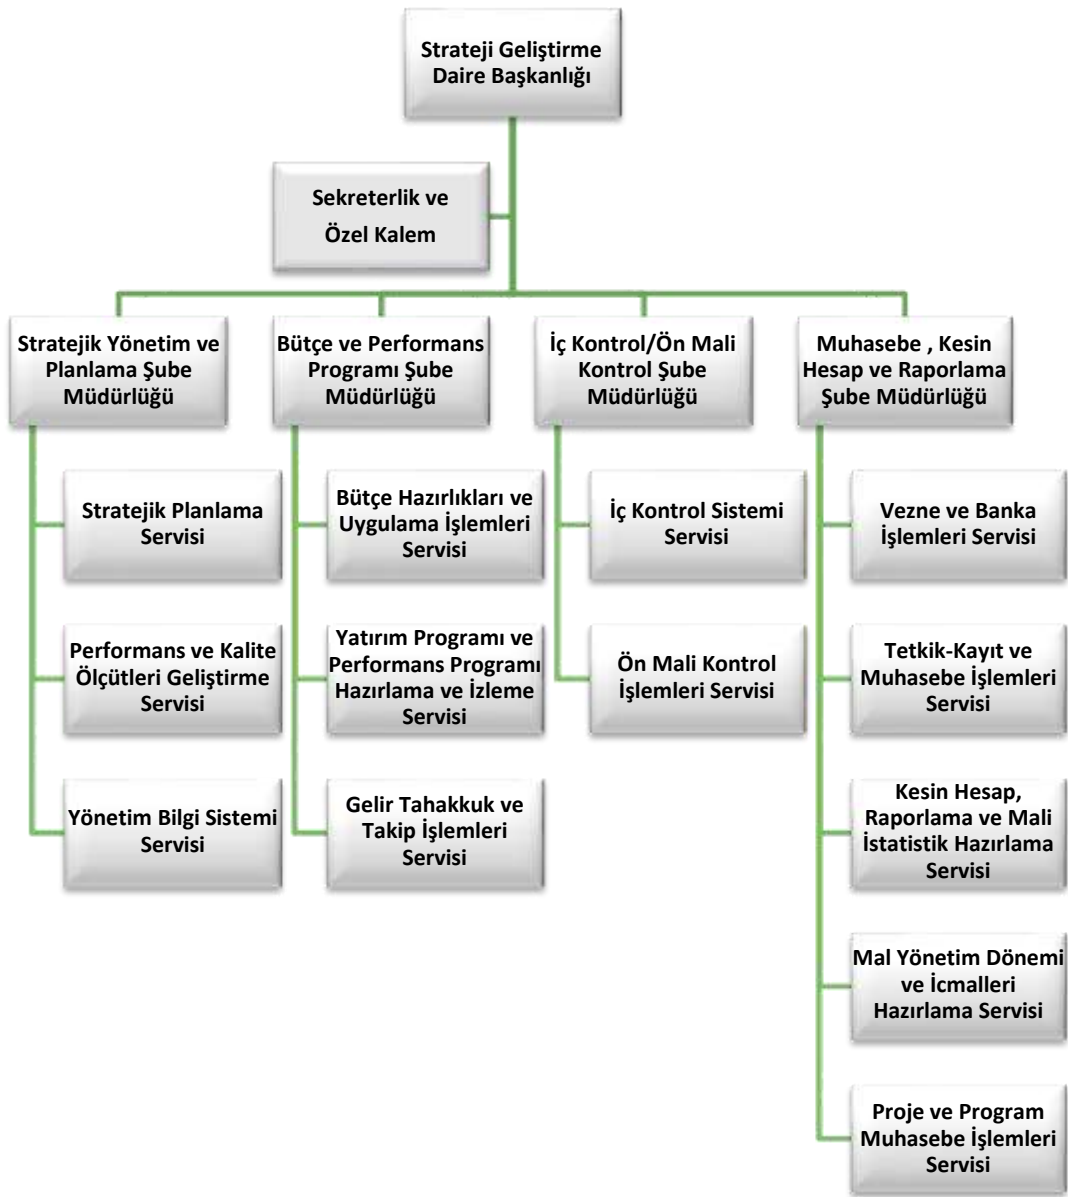 Strateji Geliştirme
Daire Başkanlığı
Sekreterlik ve
Özel Kalem
Stratejik Yönetim ve
Planlama Şube
Müdürlüğü
Bütçe ve Performans
Programı Şube
Müdürlüğü
İç Kontrol/Ön Mali
Kontrol Şube
Müdürlüğü
Muhasebe , Kesin
Hesap ve Raporlama
Şube Müdürlüğü
Stratejik Planlama
Servisi
Performans ve Kalite
Ölçütleri Geliştirme
Servisi
Yönetim Bilgi Sistemi
Servisi
Bütçe Hazırlıkları ve
Uygulama İşlemleri
Servisi
Yatırım Programı ve
Performans Programı
Hazırlama ve İzleme
Servisi
Gelir Tahakkuk ve
Takip İşlemleri
Servisi
İç Kontrol Sistemi
Servisi
Ön Mali Kontrol
İşlemleri Servisi
Vezne ve Banka
İşlemleri Servisi
Tetkik-Kayıt ve
Muhasebe İşlemleri
Servisi
Kesin Hesap,
Raporlama ve Mali
İstatistik Hazırlama
Servisi
Mal Yönetim Dönemi
ve İcmalleri
Hazırlama Servisi
Proje ve Program
Muhasebe İşlemleri
Servisi